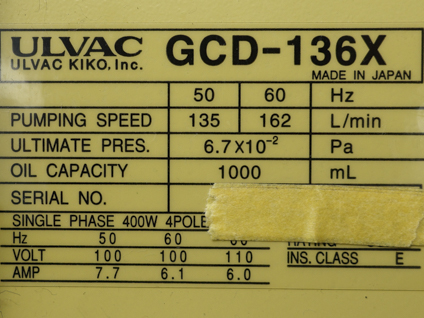 ULVAC GCD-136X
ULVAC KIKO, Inc. MADE IN JAPAN
50 60 Hz
PUMPING SPEED 135 162 L/min
ULTIMATE PRES. 6.7X10⁻² Pa
OIL CAPACITY 1000 mL
SERIAL NO.
SINGLE PHASE 400W 4POLE
Hz 50 60 60
VOLT 100 100 110 INS. CLASS E
AMP 7.7 6.1 6.0